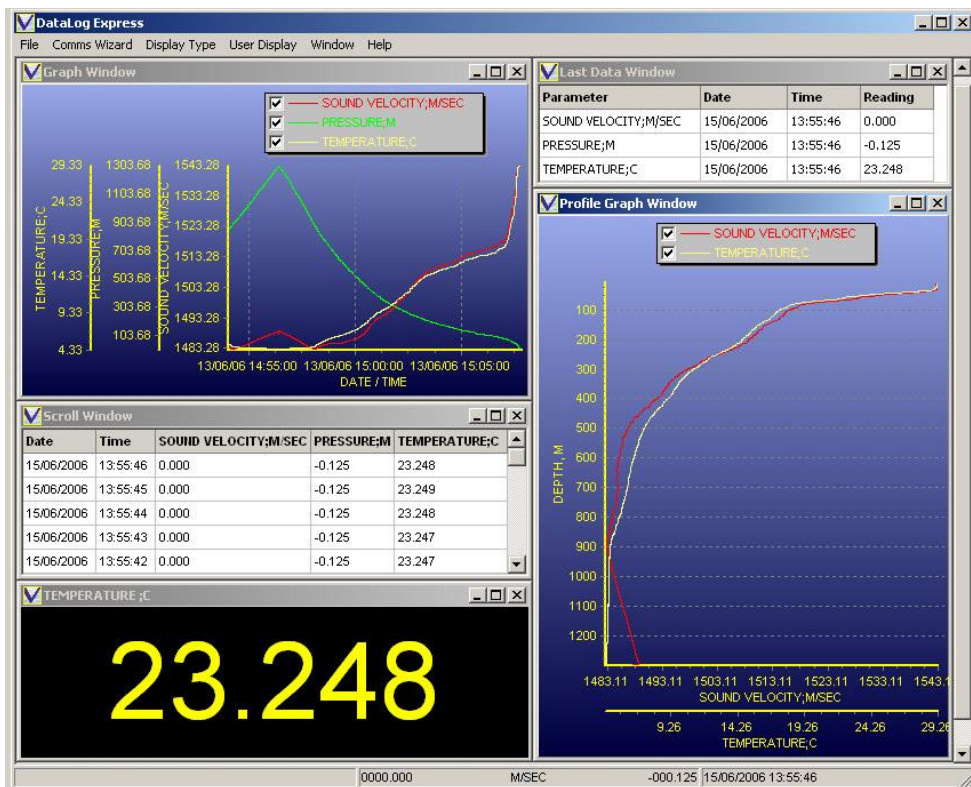 DataLog Express
File Comms Wizard Display Type User Display Window Help
Graph Window
SOUND VELOCITY;M/SEC
PRESSURE;M
TEMPERATURE;C
29.33 1303.68 1543.28
1103.68 1533.28
24.33
903.68 1523.28
19.33
703.68 1513.28
14.33 503.68 1503.28
9.33 303.68
1493.28
103.68
4.33 1483.28
TEMPERATURE;C
PRESSURE;M
SOUND VELOCITY;M/SEC
13/06/06 14:55:00 13/06/06 15:00:00 13/06/06 15:05:00
DATE / TIME
Last Data Window
Parameter Date Time Reading
SOUND VELOCITY;M/SEC 15/06/2006 13:55:46 0.000
PRESSURE;M 15/06/2006 13:55:46 -0.125
TEMPERATURE;C 15/06/2006 13:55:46 23.248
Profile Graph Window
SOUND VELOCITY;M/SEC
TEMPERATURE;C
100
200
300
400
500
600
700
800
900
1000
1100
1200
DEPTH, M
1483.11 1493.11 1503.11 1513.11 1523.11 1533.11 1543.1
SOUND VELOCITY;M/SEC
9.26 14.26 19.26 24.26 29.26
TEMPERATURE;C
Scroll Window
Date Time SOUND VELOCITY;M/SEC PRESSURE;M TEMPERATURE;C
15/06/2006 13:55:46 0.000 -0.125 23.248
15/06/2006 13:55:45 0.000 -0.125 23.249
15/06/2006 13:55:44 0.000 -0.125 23.248
15/06/2006 13:55:43 0.000 -0.125 23.247
15/06/2006 13:55:42 0.000 -0.125 23.247
TEMPERATURE ;C
23.248
0000.000 M/SEC -000.125 15/06/2006 13:55:46